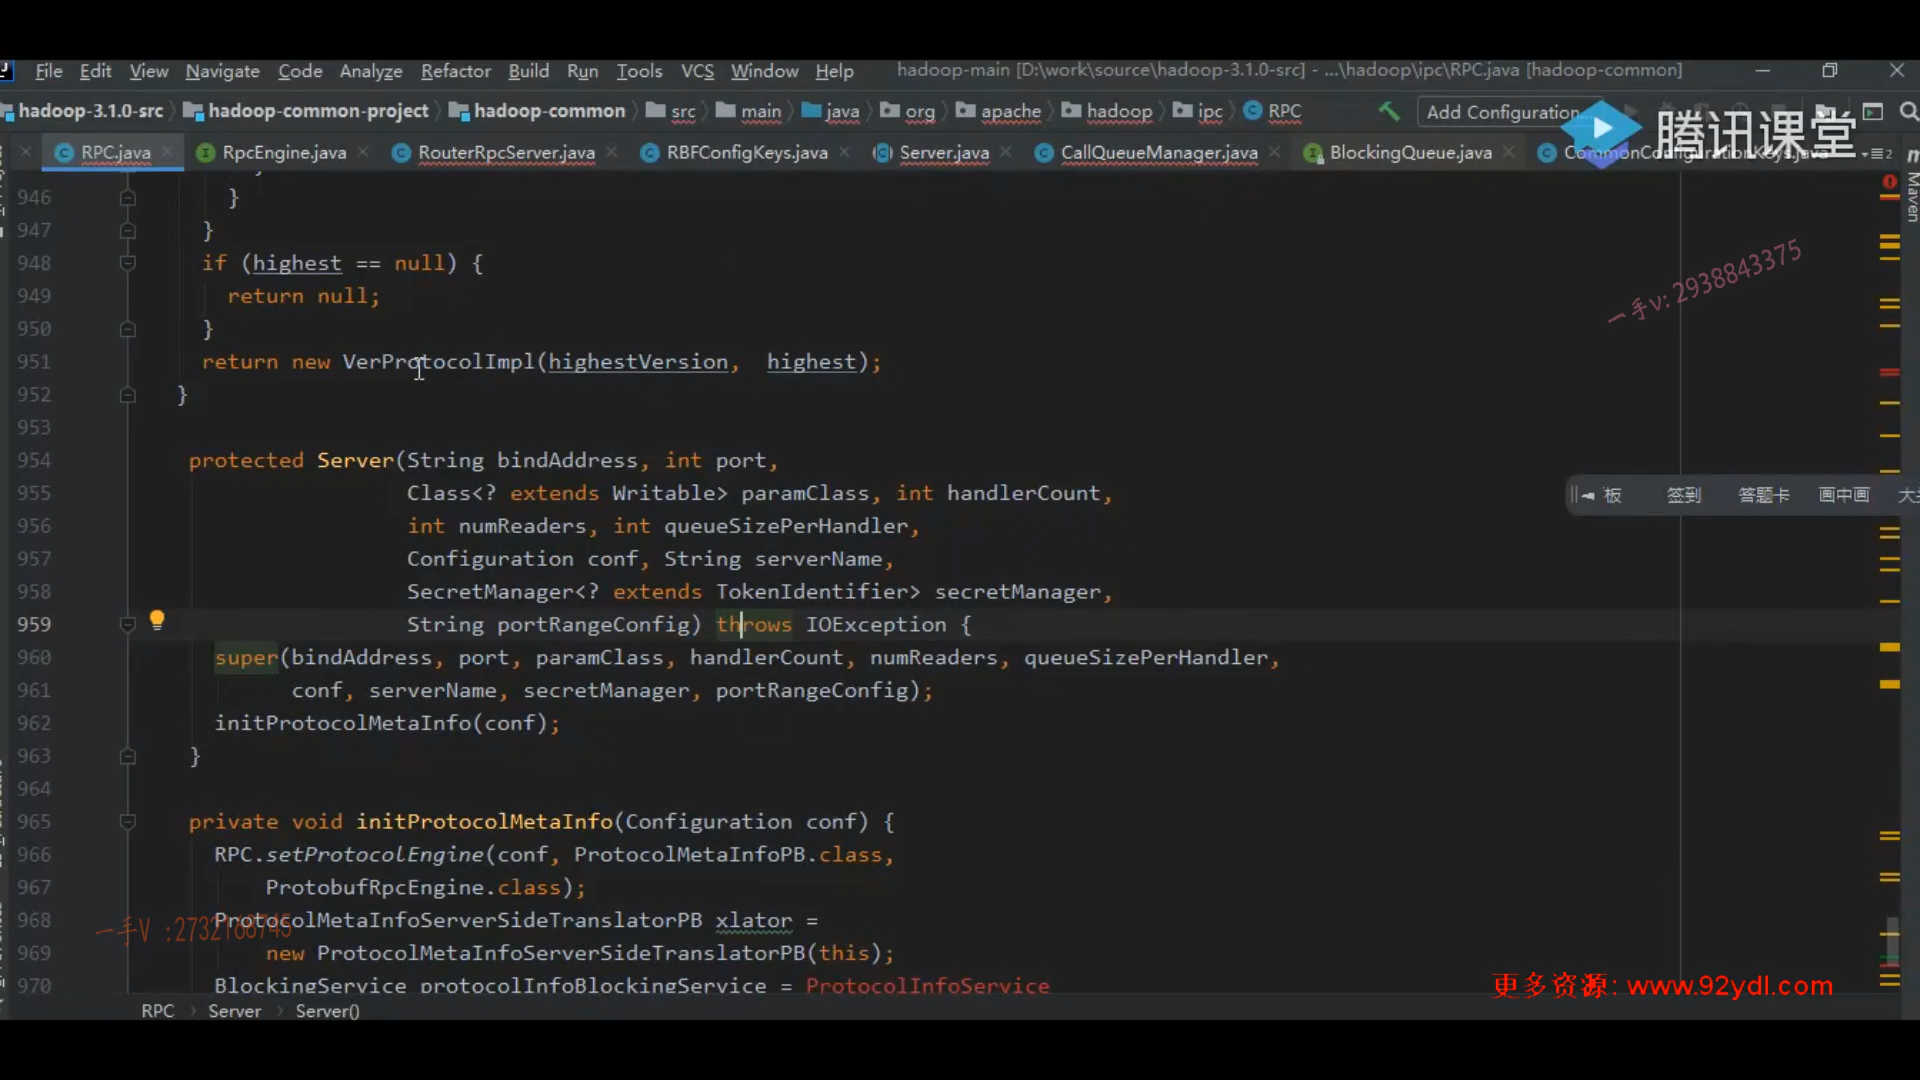 File Edit View Navigate Code Analyze Refactor Build Run Tools VCS Window Help hadoop-main [D:\work\source\hadoop-3.1.0-src] - ...\hadoop\ipc\RPC.java [hadoop-common]
hadoop-3.1.0-src hadoop-common-project hadoop-common src main java org apache hadoop ipc RPC Add Configuration...
腾讯课堂
RPC.java RpcEngine.java RouterRpcServer.java RBFConfigKeys.java Server.java CallQueueManager.java BlockingQueue.java CommonConfigurationKeys.java
Maven
946 }
947 }
948 if (highest == null) {
949 return null;
950 }
951 return new VerProtocolImpl(highestVersion, highest);
952 }
953
954 protected Server(String bindAddress, int port,
955 Class<? extends Writable> paramClass, int handlerCount,
956 int numReaders, int queueSizePerHandler,
957 Configuration conf, String serverName,
958 SecretManager<? extends TokenIdentifier> secretManager,
959 String portRangeConfig) throws IOException {
960 super(bindAddress, port, paramClass, handlerCount, numReaders, queueSizePerHandler,
961 conf, serverName, secretManager, portRangeConfig);
962 initProtocolMetaInfo(conf);
963 }
964
965 private void initProtocolMetaInfo(Configuration conf) {
966 RPC.setProtocolEngine(conf, ProtocolMetaInfoPB.class,
967 ProtobufRpcEngine.class);
968 ProtocolMetaInfoServerSideTranslatorPB xlator =
969 new ProtocolMetaInfoServerSideTranslatorPB(this);
970 BlockingService protocolInfoBlockingService = ProtocolInfoService
一手v:2938843375
板 签到 答题卡 画中画
一手V :2732168745
更多资源: www.92ydl.com
RPC Server Server()